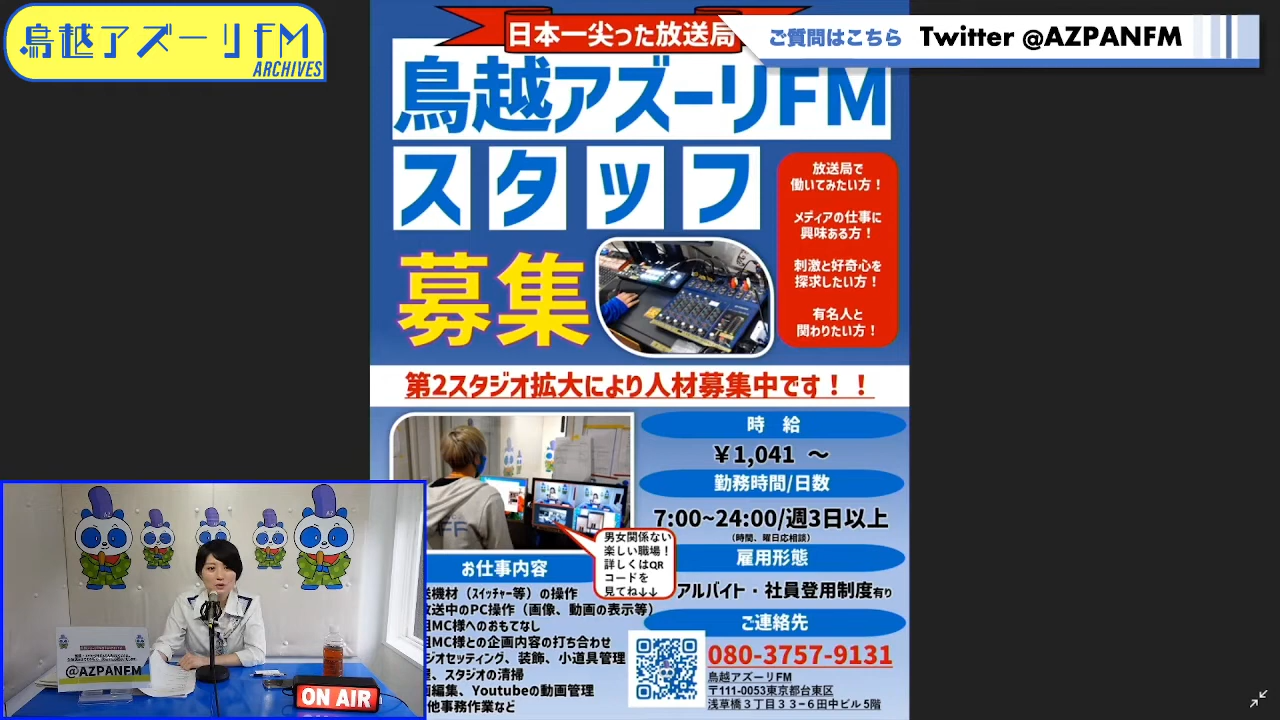 鳥越アズーリFM
ARCHIVES
日本一尖った放送局
ご質問はこちら Twitter @AZPANFM
鳥越アズーリFM
スタッフ
募集
放送局で
働いてみたい方！
メディアの仕事に
興味ある方！
刺激と好奇心を
探求したい方！
有名人と
関わりたい方！
第2スタジオ拡大により人材募集中です！！
時 給
￥1,041 ～
勤務時間/日数
7:00~24:00/週3日以上
（時間、曜日応相談）
雇用形態
アルバイト・社員登用制度有り
ご連絡先
080-3757-9131
鳥越アズーリFM
〒111-0053東京都台東区
浅草橋３丁目３３−６田中ビル５階
男女関係ない
楽しい職場！
詳しくはQR
コードを
見てね↓↓
お仕事内容
機材（スイッチャー等）の操作
送中のPC操作（画像、動画の表示等）
MC様へのおもてなし
MC様との企画内容の打ち合わせ
ジオセッティング、装飾、小道具管理
、スタジオの清掃
編集、Youtubeの動画管理
他事務作業など
@AZPANFM
ON AIR